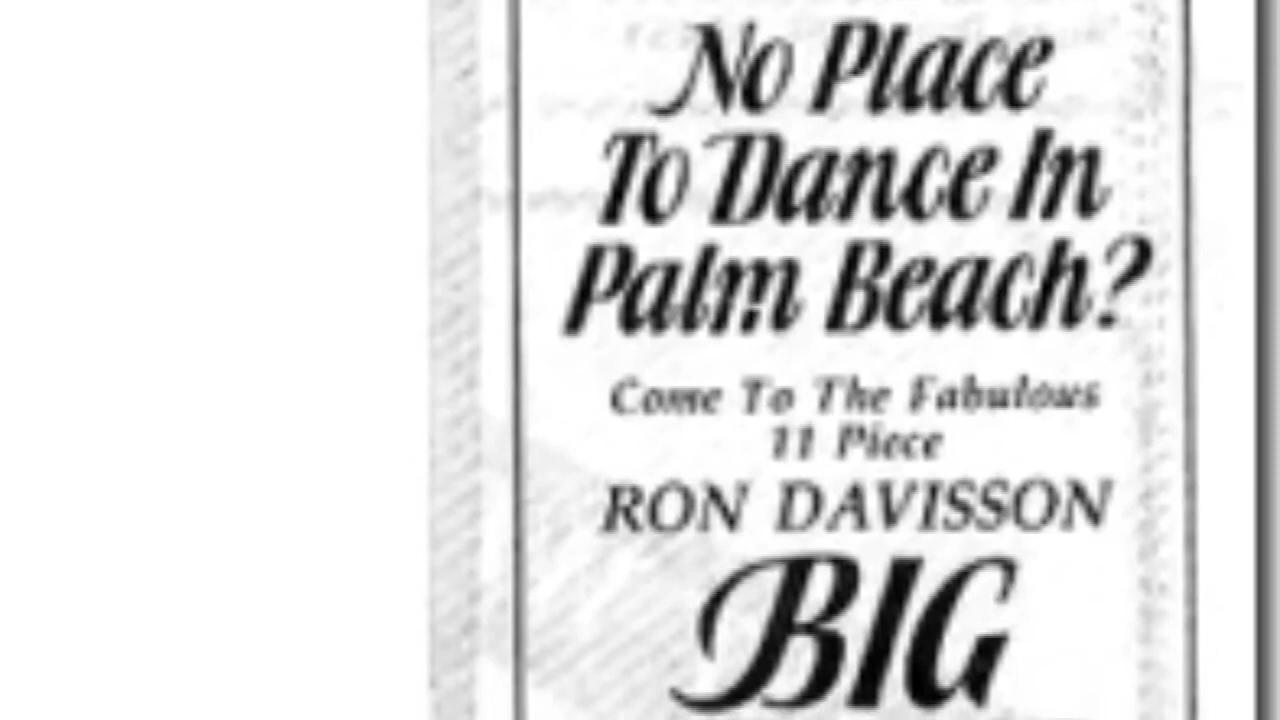 No Place
To Dance In
Palm Beach?
Come To The Fabulous
11 Piece
RON DAVISSON
BIG